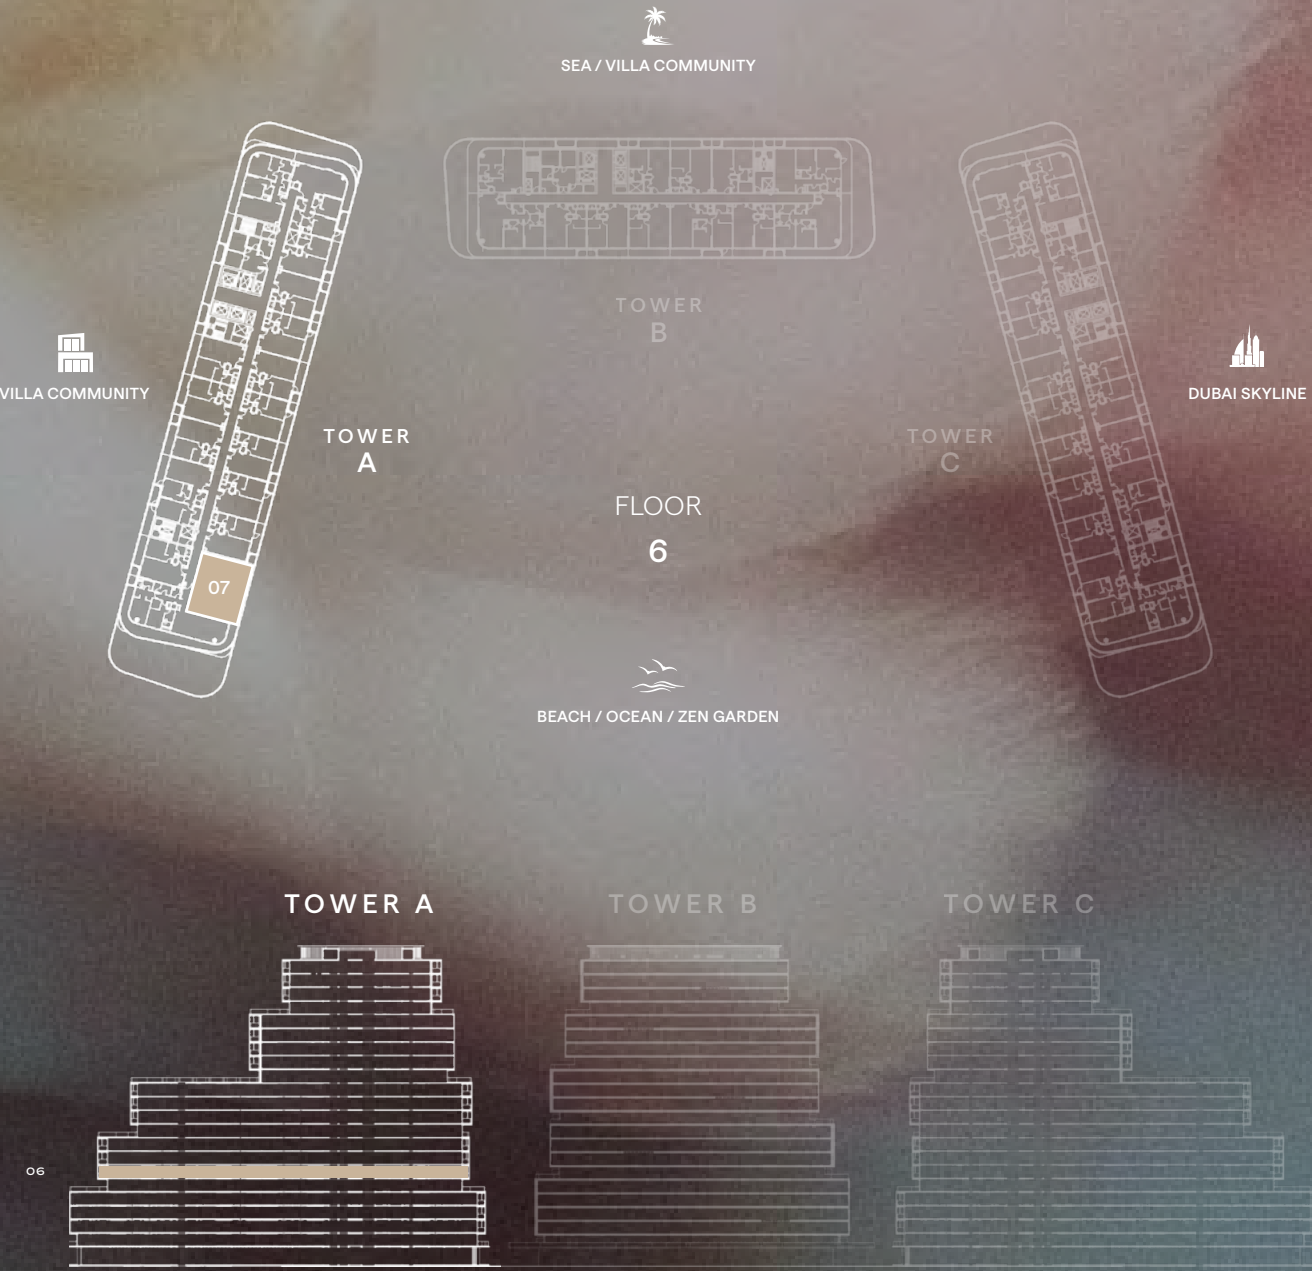 SEA / VILLA COMMUNITY
TOWER
B
VILLA COMMUNITY
DUBAI SKYLINE
TOWER
A
TOWER
C
FLOOR
6
07
BEACH / OCEAN / ZEN GARDEN
TOWER A
TOWER B
TOWER C
06